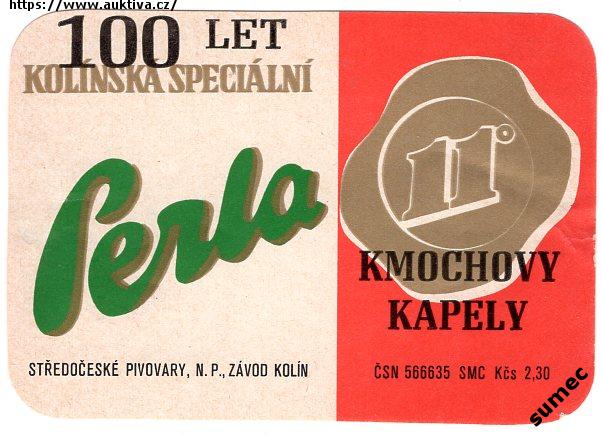 https://www.auktiva.cz/
100 LET
KOLÍNSKÁ SPECIÁLNÍ
Perla
11°
KMOCHOVY
KAPELY
STŘEDOČESKÉ PIVOVARY, N. P., ZÁVOD KOLÍN
ČSN 566635 SMC Kčs 2,30
sumec